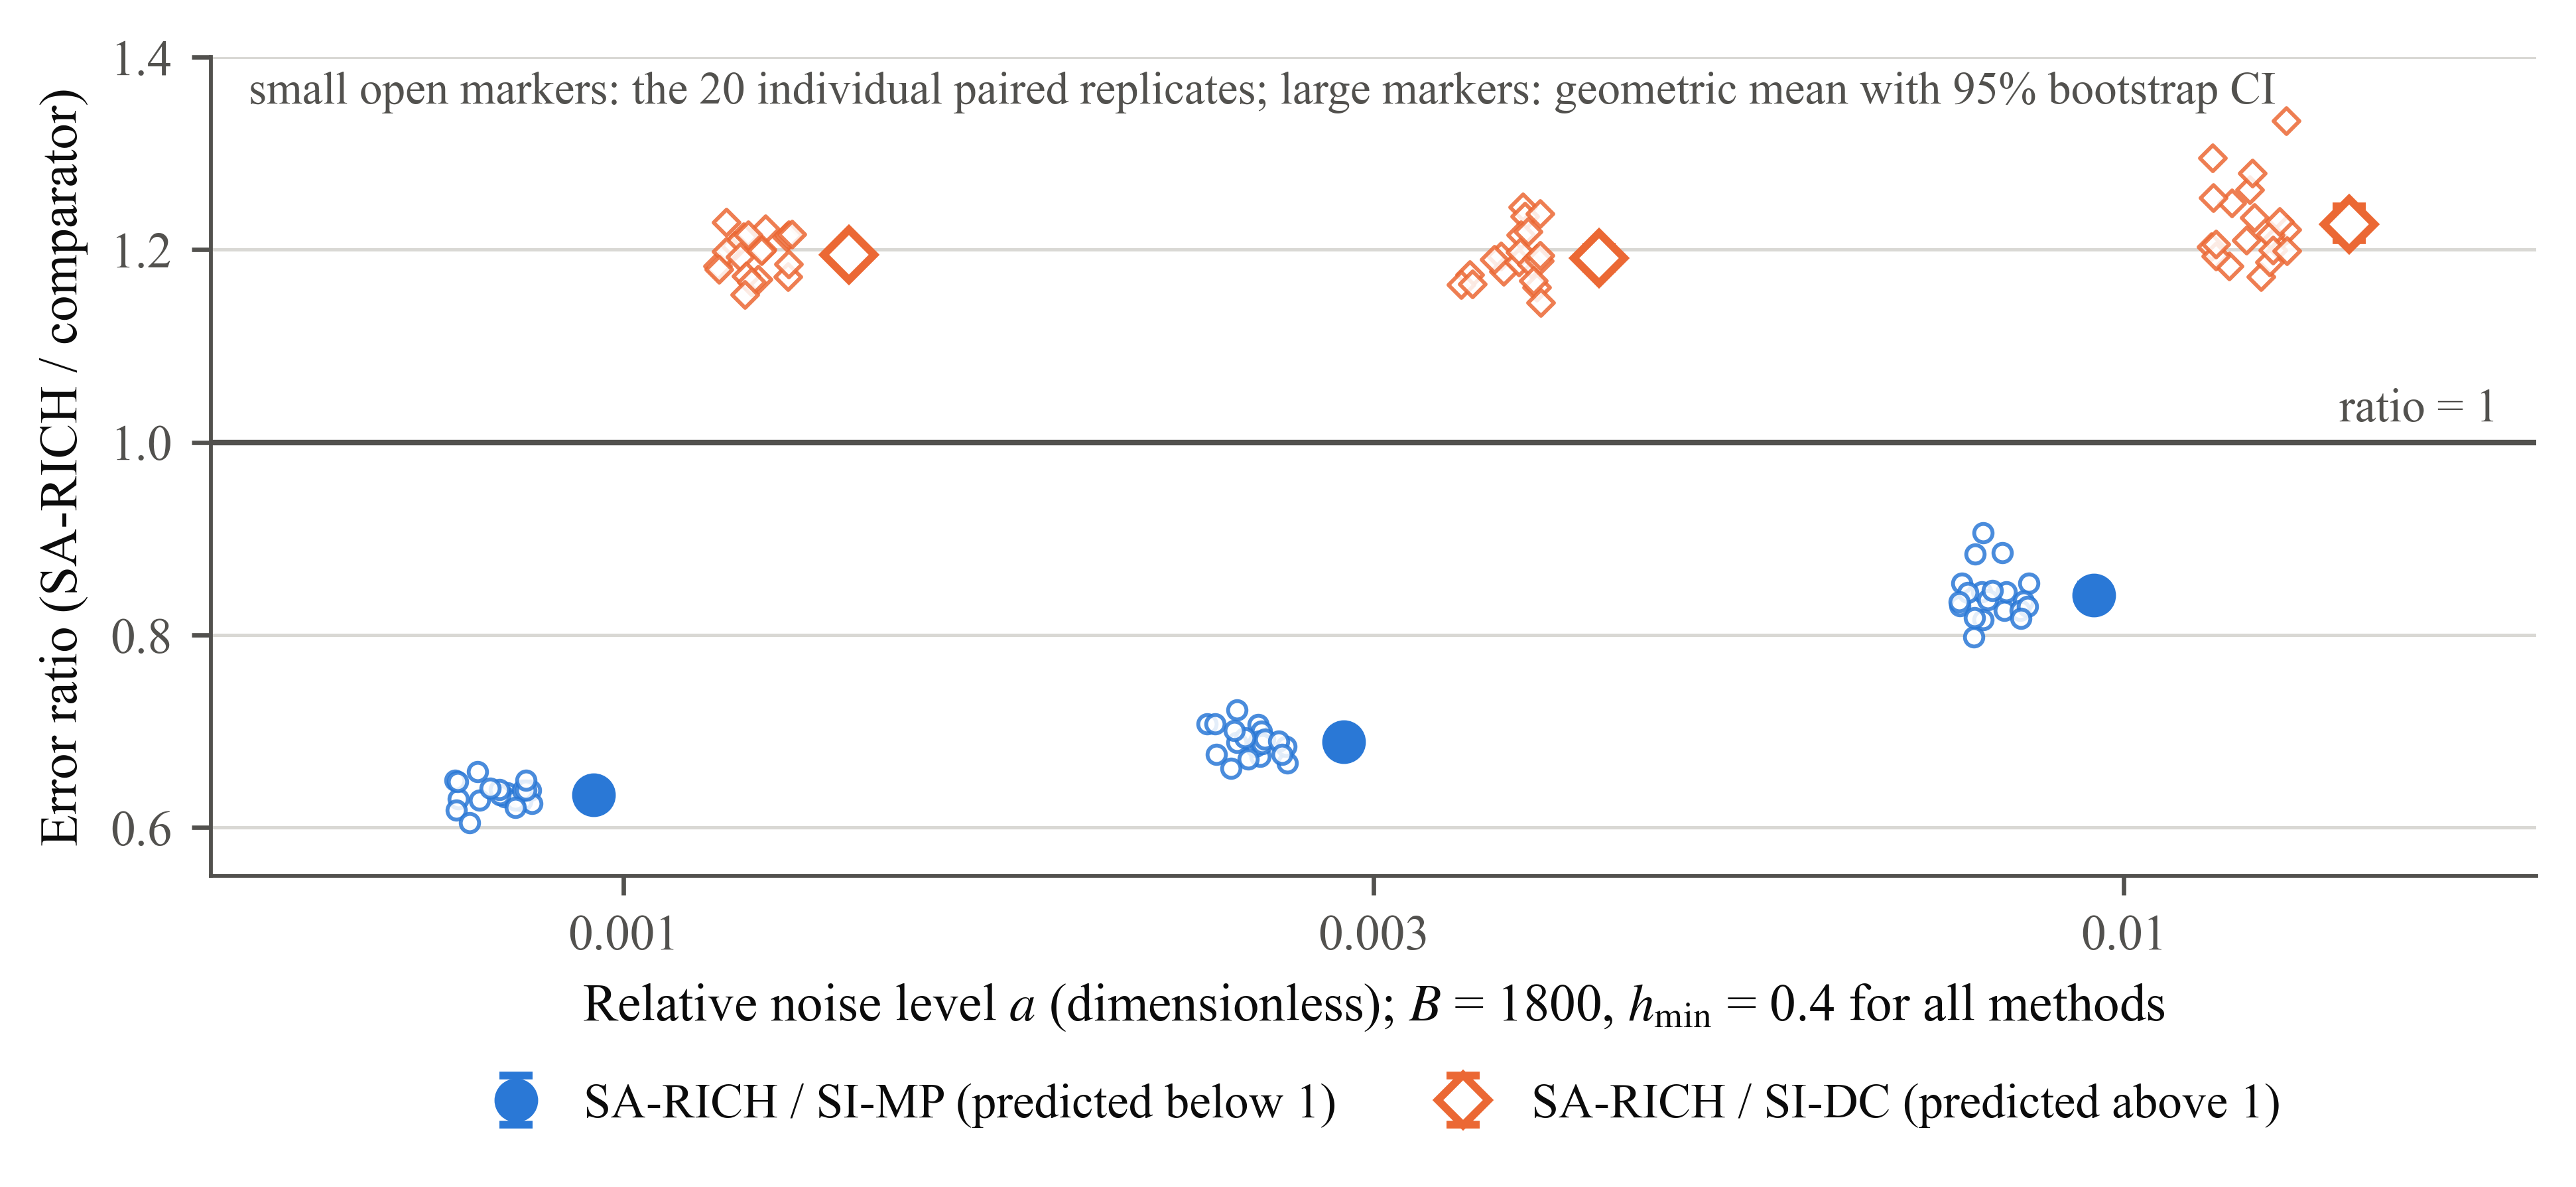 Error ratio (SA-RICH / comparator)
1.4
1.2
1.0
0.8
0.6
small open markers: the 20 individual paired replicates; large markers: geometric mean with 95% bootstrap CI
ratio = 1
0.001
0.003
0.01
Relative noise level a (dimensionless); B = 1800, hmin = 0.4 for all methods
SA-RICH / SI-MP (predicted below 1)
SA-RICH / SI-DC (predicted above 1)